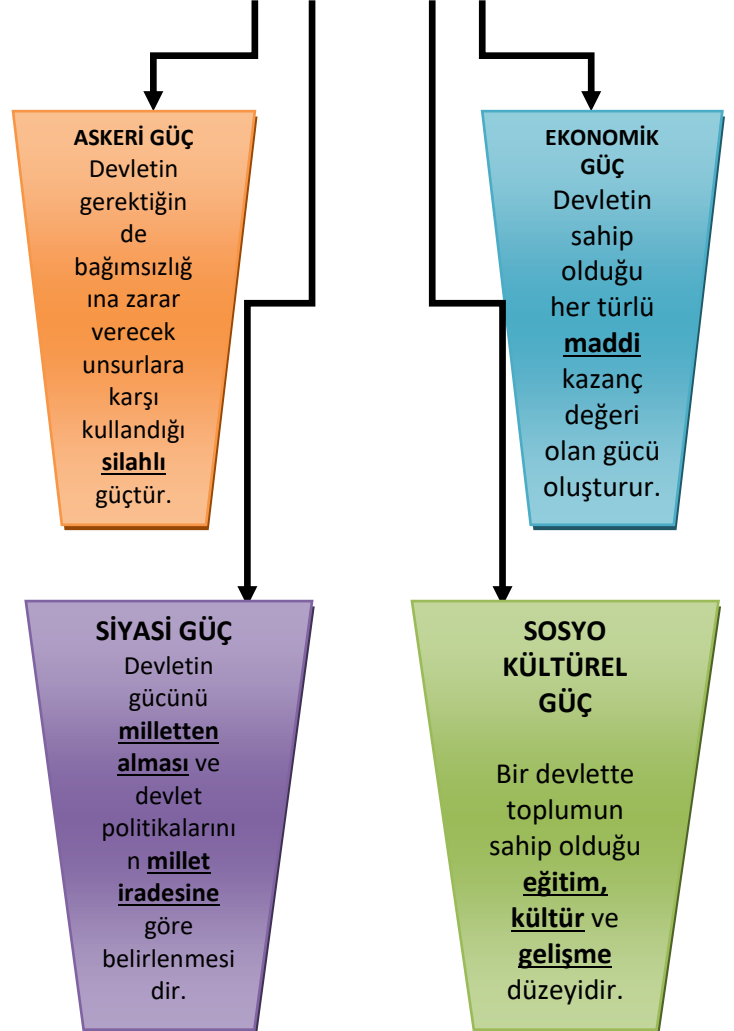 ASKERİ GÜÇ
Devletin
gerektiğin
de
bağımsızlığ
ına zarar
verecek
unsurlara
karşı
kullandığı
silahlı
güçtür.
EKONOMİK
GÜÇ
Devletin
sahip
olduğu
her türlü
maddi
kazanç
değeri
olan gücü
oluşturur.
SİYASİ GÜÇ
Devletin
gücünü
milletten
alması ve
devlet
politikalarını
n millet
iradesine
göre
belirlenmesi
dir.
SOSYO
KÜLTÜREL
GÜÇ
Bir devlette
toplumun
sahip olduğu
eğitim,
kültür ve
gelişme
düzeyidir.